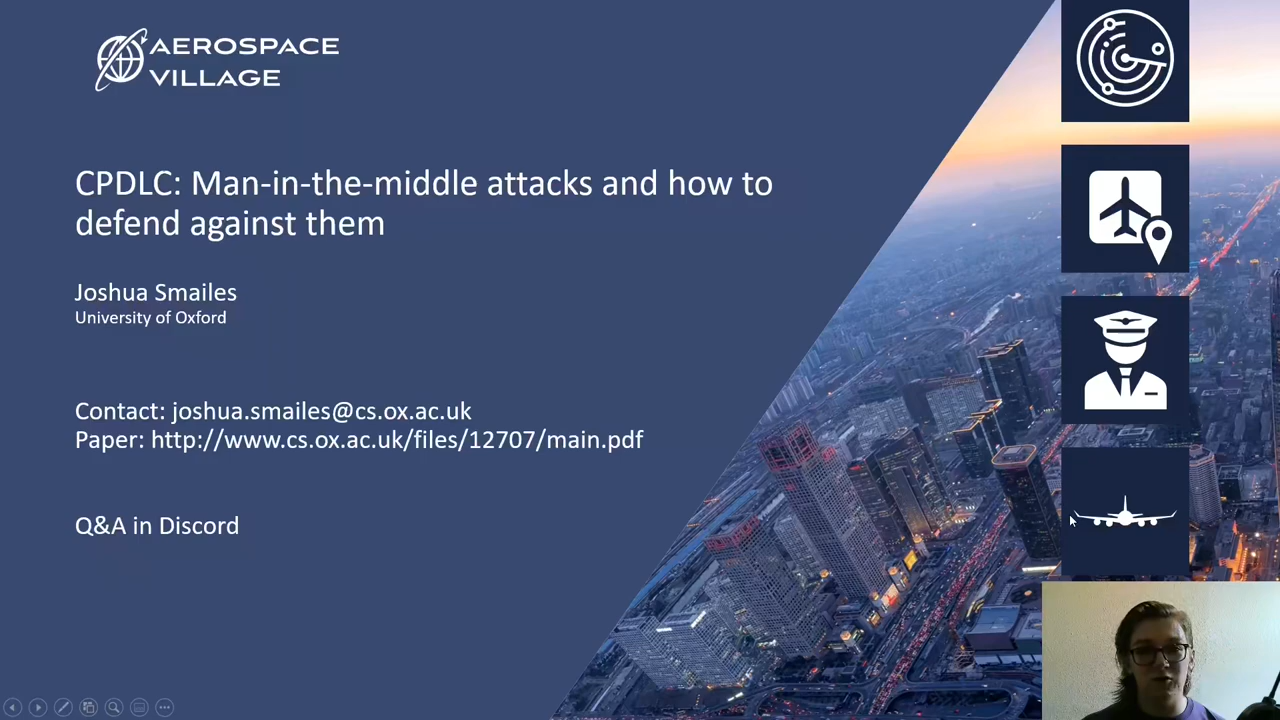 AEROSPACE
VILLAGE
CPDLC: Man-in-the-middle attacks and how to
defend against them
Joshua Smailes
University of Oxford
Contact: joshua.smailes@cs.ox.ac.uk
Paper: http://www.cs.ox.ac.uk/files/12707/main.pdf
Q&A in Discord